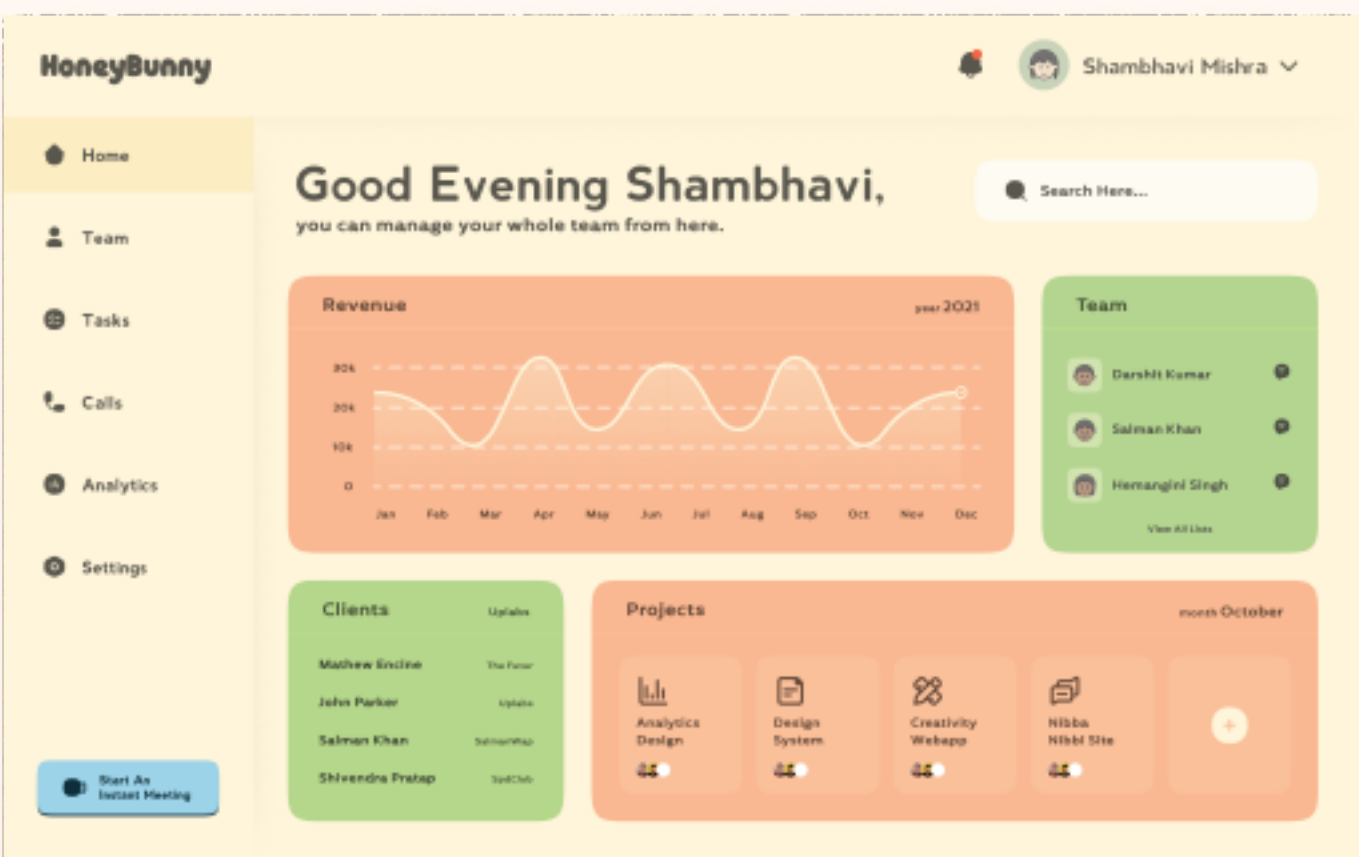 HoneyBunny
Shambhavi Mishra
Home
Team
Tasks
Calls
Analytics
Settings
Start An
Instant Meeting
Good Evening Shambhavi,
you can manage your whole team from here.
Search Here...
Revenue
year 2021
30k
20k
10k
0
Jan Feb Mar Apr May Jun Jul Aug Sep Oct Nov Dec
Team
Darshit Kumar
Salman Khan
Hemangini Singh
View All Lists
Clients
Uplabs
Mathew Encine
The
John Parker
Uplabs
Salman Khan
Shivendra Pratap
Projects
month October
Analytics
Design
Design
System
Creativity
Webapp
Nibba
Nibbi Site